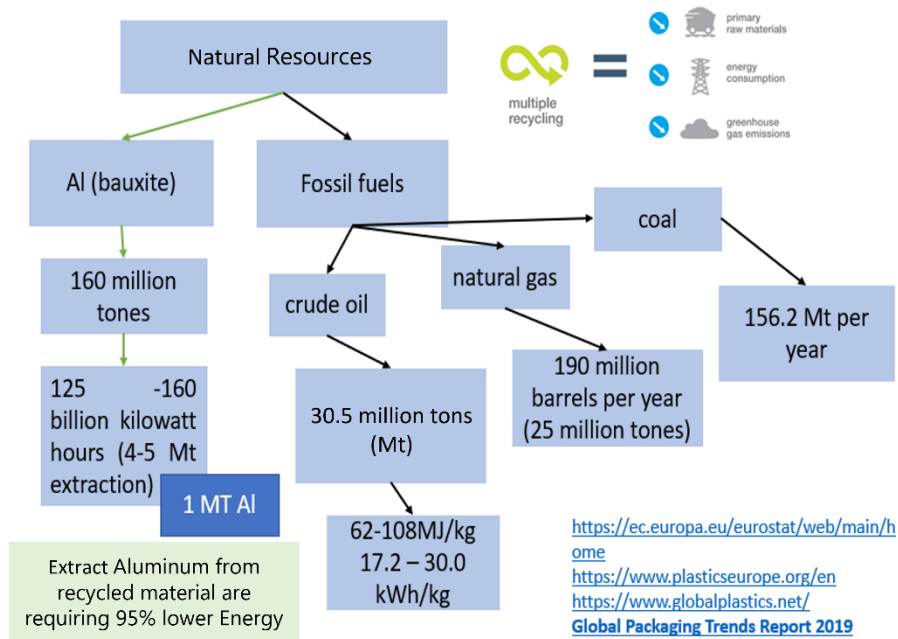 Natural Resources
multiple
recycling
primary
raw materials
energy
consumption
greenhouse
gas emissions
Al (bauxite)
Fossil fuels
coal
160 million
tones
crude oil
natural gas
156.2 Mt per
year
125 -160
billion kilowatt
hours (4-5 Mt
extraction)
1 MT Al
30.5 million tons
(Mt)
190 million
barrels per year
(25 million tones)
62-108MJ/kg
17.2 – 30.0
kWh/kg
Extract Aluminum from
recycled material are
requiring 95% lower Energy
https://ec.europa.eu/eurostat/web/main/h
ome
https://www.plasticseurope.org/en
https://www.globalplastics.net/
Global Packaging Trends Report 2019